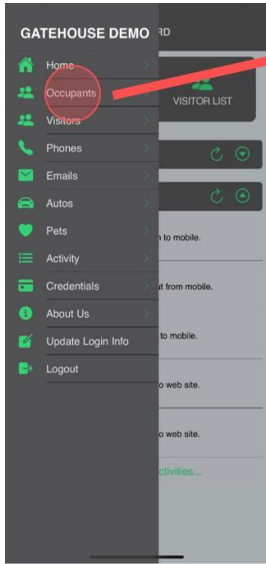 GATEHOUSE DEMO
RD
Home
Occupants
VISITOR LIST
Visitors
Phones
Emails
Autos
Pets
to mobile.
Activity
Credentials
from mobile.
About Us
Update Login Info
to mobile.
Logout
web site.
web site.
ctivities...